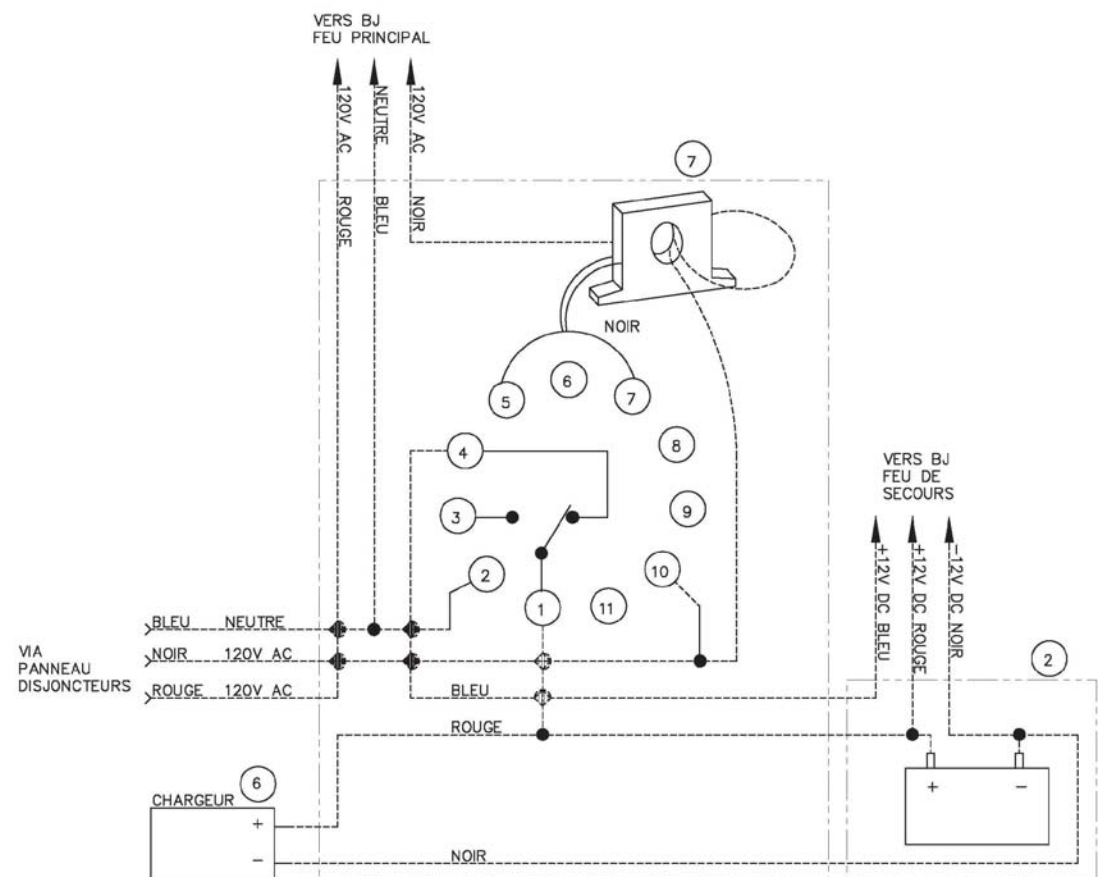 VERS BJ
FEU PRINCIPAL
120V AC ROUGE
NEUTRE BLEU
120V AC NOIR
7
NOIR
6
5
7
8
4
VERS BJ
FEU DE
SECOURS
3
9
+12V DC BLEU
+12V DC ROUGE
-12V DC NOIR
2
10
1
11
BLEU NEUTRE
VIA
PANNEAU
DISJONCTEURS
NOIR 120V AC
ROUGE 120V AC
BLEU
2
ROUGE
CHARGEUR
6
+
-
+ -
NOIR